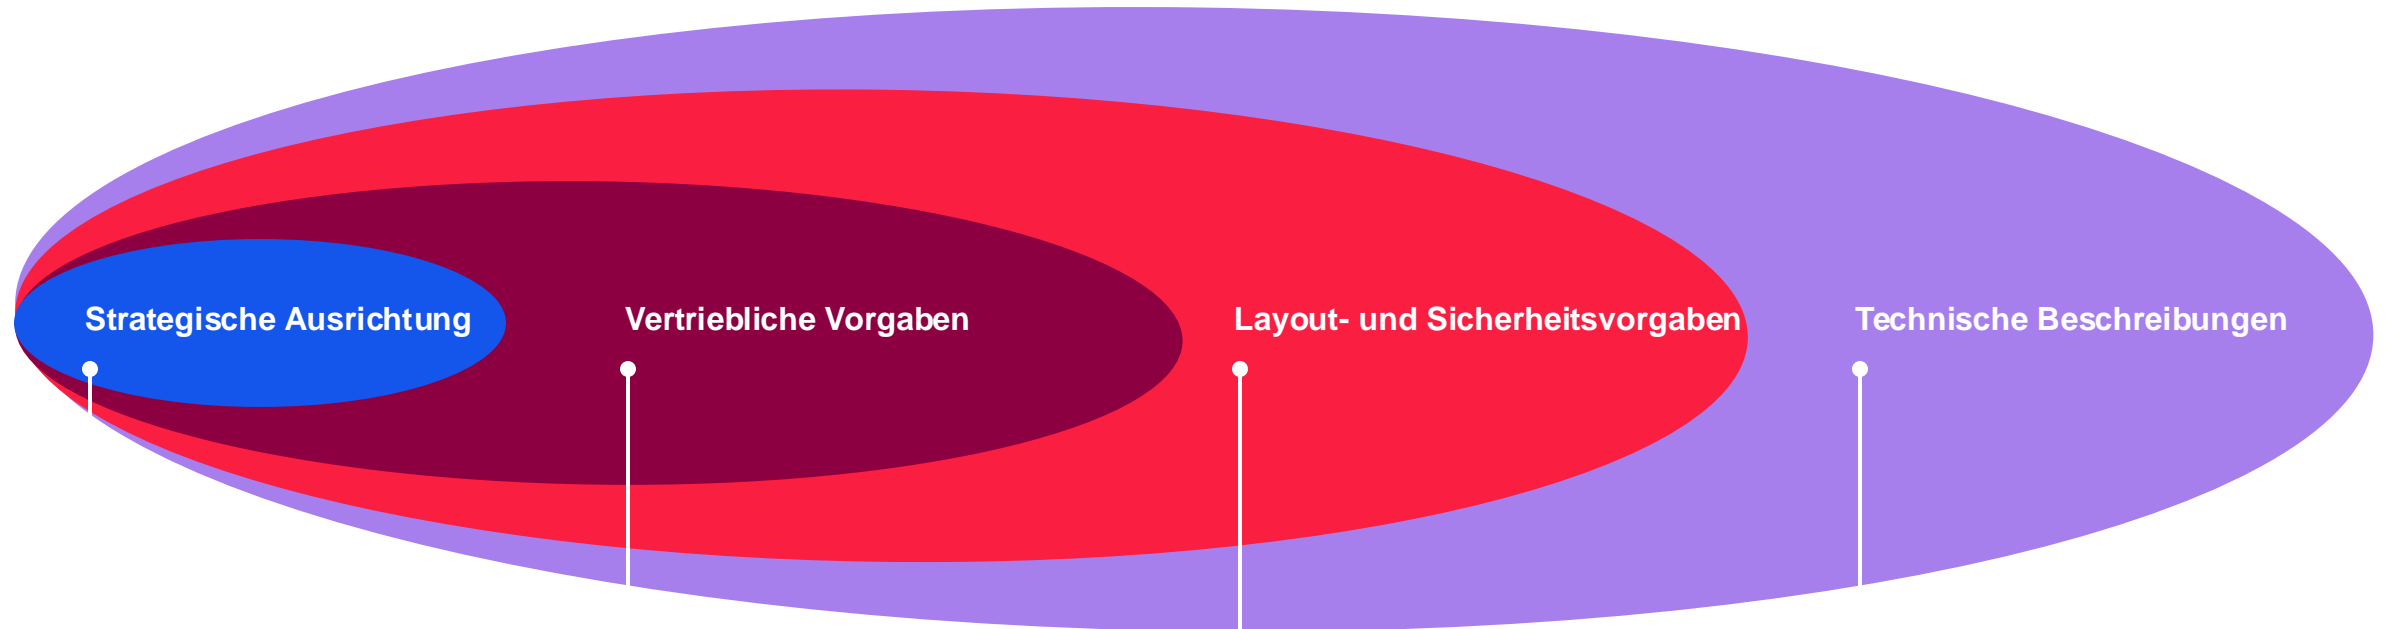 Strategische Ausrichtung
Vertriebliche Vorgaben
Layout- und Sicherheitsvorgaben
Technische Beschreibungen